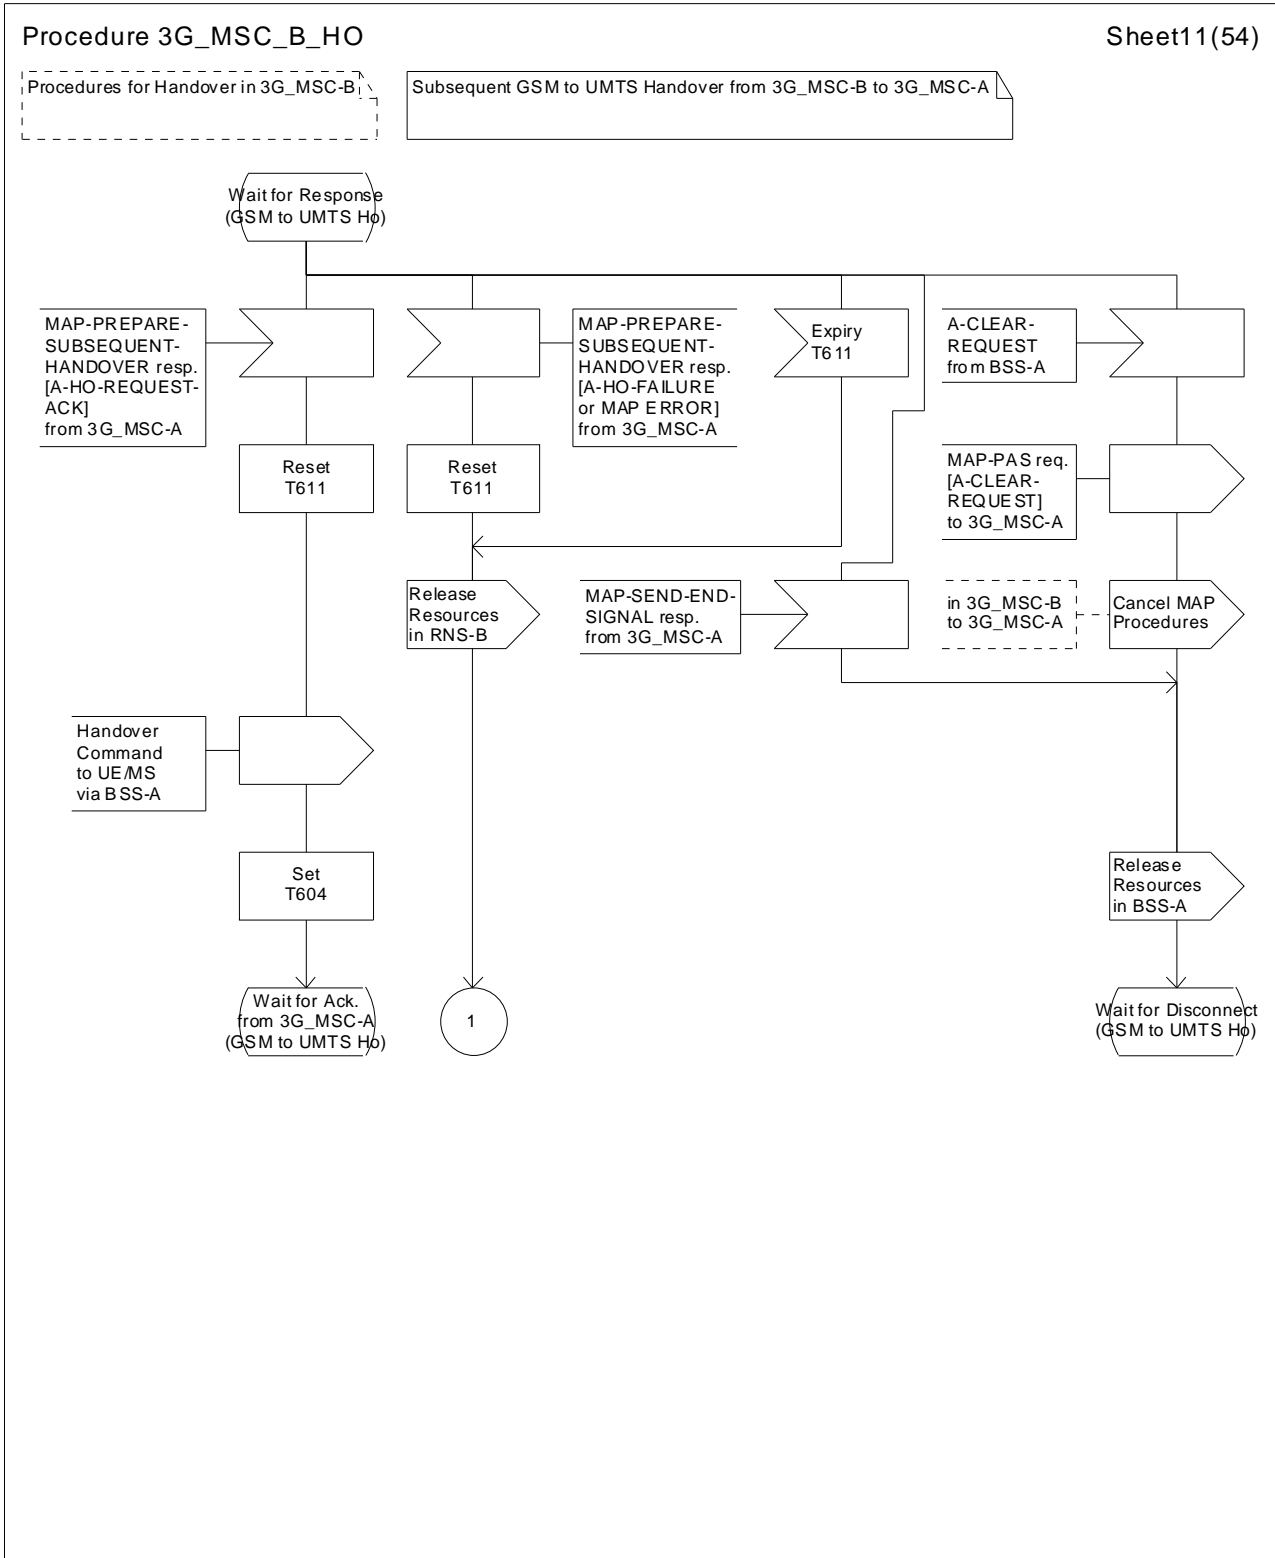 Procedure 3G_MSC_B_HO
Sheet11(54)
Procedures for Handover in 3G_MSC-B
Subsequent GSM to UMTS Handover from 3G_MSC-B to 3G_MSC-A
Wait for Response
(GSM to UMTS Ho)
MAP-PREPARE-
SUBSEQUENT-
HANDOVER resp.
[A-HO-REQUEST-
ACK]
from 3G_MSC-A
MAP-PREPARE-
SUBSEQUENT-
HANDOVER resp.
[A-HO-FAILURE
or MAP ERROR]
from 3G_MSC-A
Expiry
T611
A-CLEAR-
REQUEST
from BSS-A
Reset
T611
Reset
T611
MAP-PAS req.
[A-CLEAR-
REQUEST]
to 3G_MSC-A
Release
Resources
in RNS-B
MAP-SEND-END-
SIGNAL resp.
from 3G_MSC-A
in 3G_MSC-B
to 3G_MSC-A
Cancel MAP
Procedures
Handover
Command
to UE/MS
via BSS-A
Set
T604
Release
Resources
in BSS-A
Wait for Ack.
from 3G_MSC-A
(GSM to UMTS Ho)
1
Wait for Disconnect
(GSM to UMTS Ho)